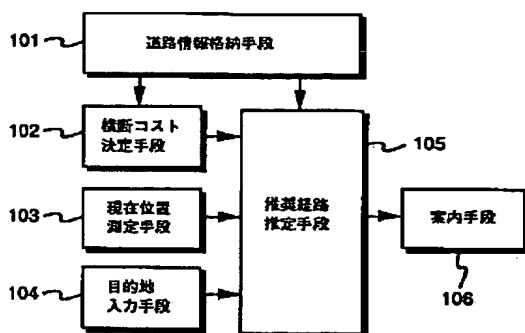 101
道路情報格納手段
102
横断コスト
決定手段
103
現在位置
測定手段
104
目的地
入力手段
105
推奨経路
推定手段
案内手段
106